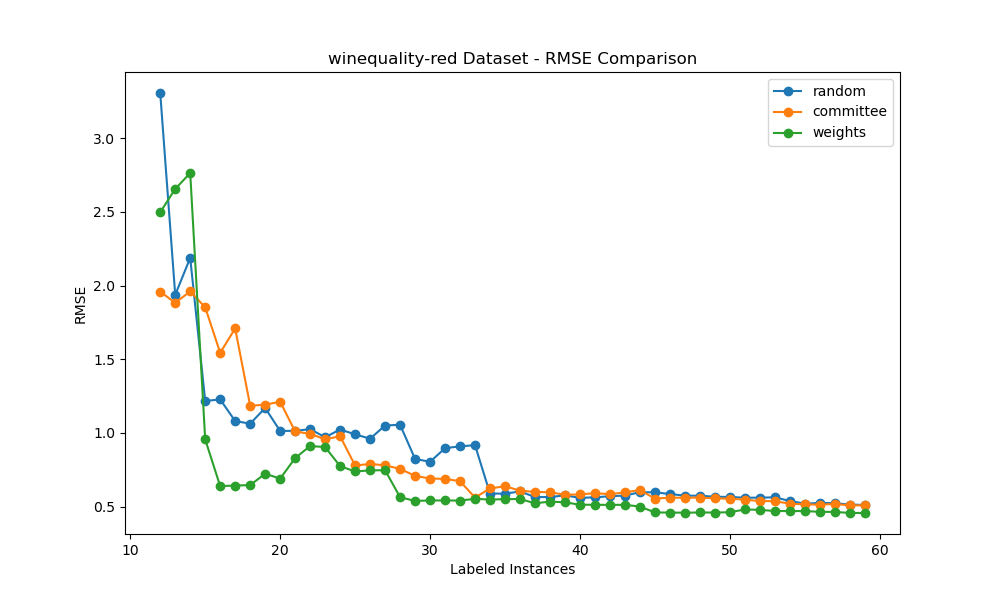 winequality-red Dataset - RMSE Comparison
random
committee
weights
3.0
2.5
2.0
1.5
1.0
0.5
RMSE
10
20
30
40
50
60
Labeled Instances